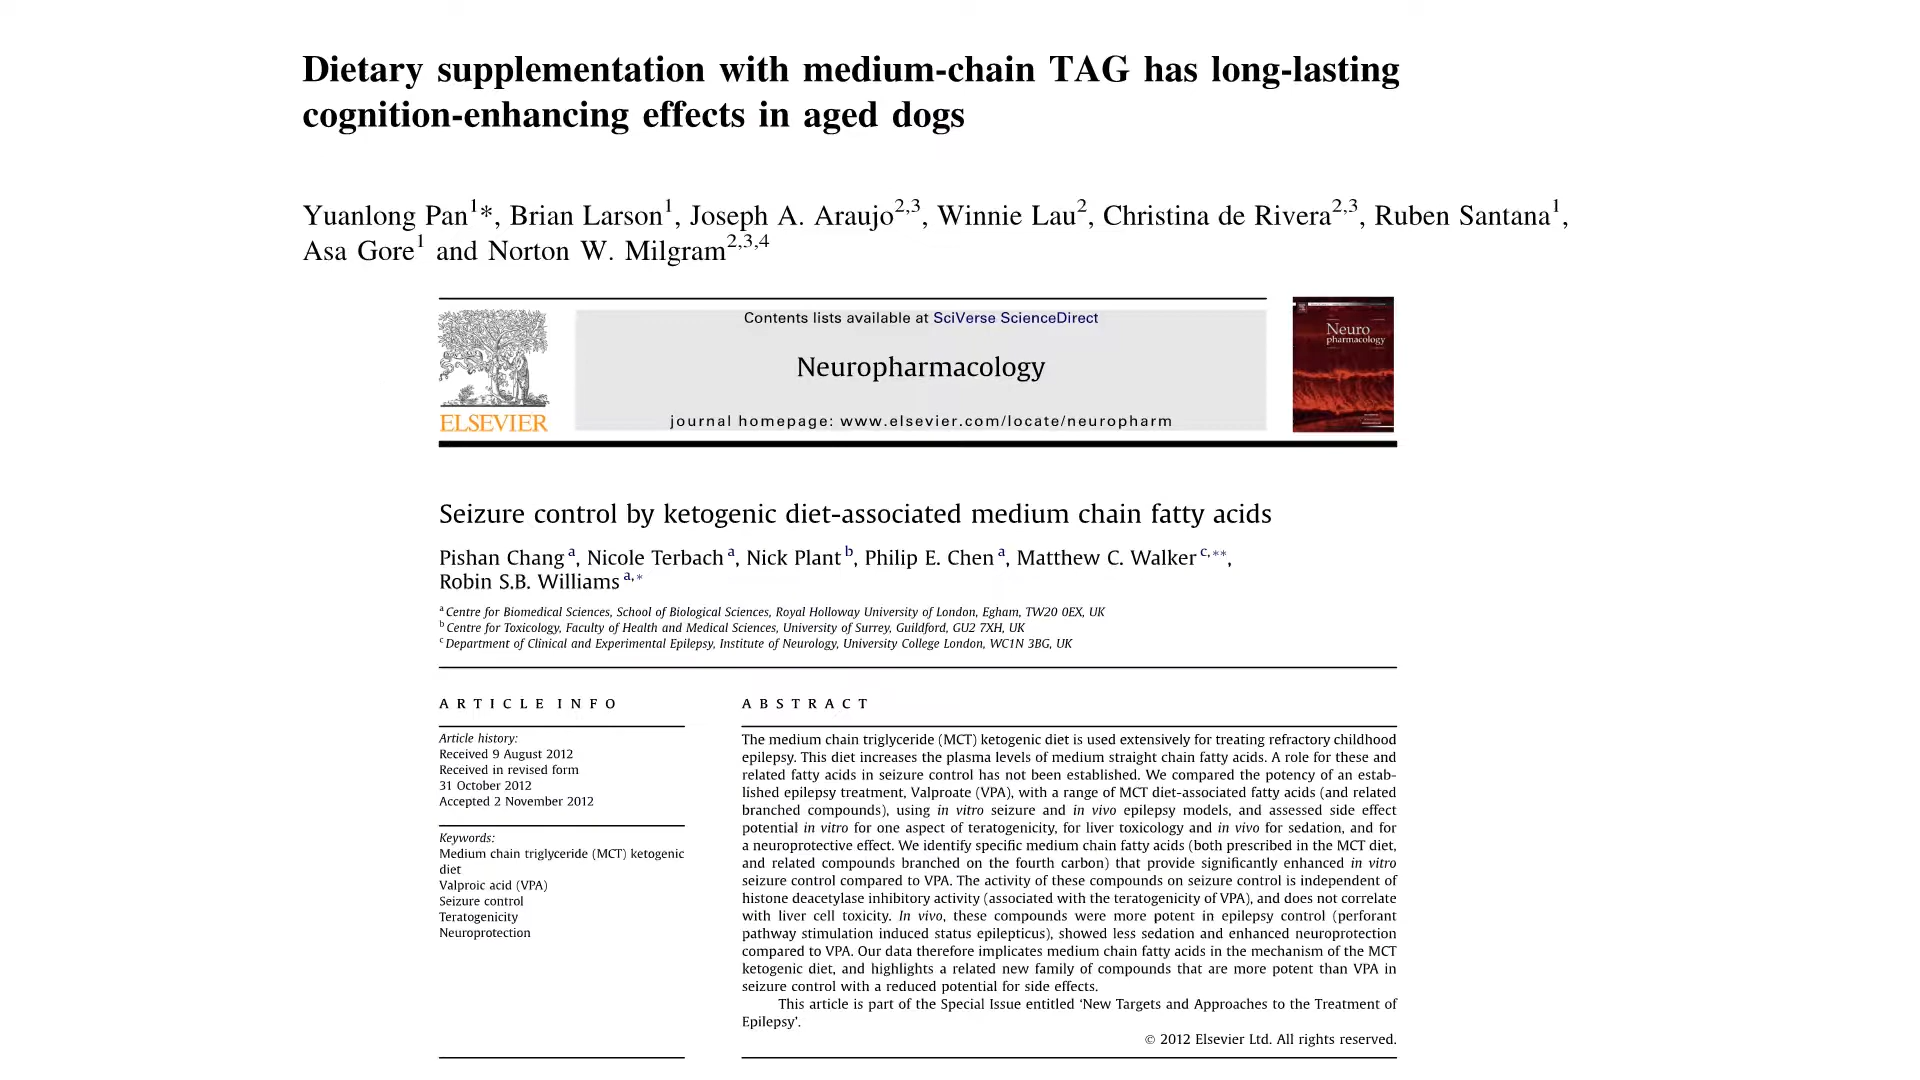 Dietary supplementation with medium-chain TAG has long-lasting
cognition-enhancing effects in aged dogs
Yuanlong Pan1*, Brian Larson1, Joseph A. Araujo2,3, Winnie Lau2, Christina de Rivera2,3, Ruben Santana1,
Asa Gore1 and Norton W. Milgram2,3,4
Contents lists available at SciVerse ScienceDirect
Neuropharmacology
journal homepage: www.elsevier.com/locate/neuropharm
ELSEVIER
Neuro
pharmacology
Seizure control by ketogenic diet-associated medium chain fatty acids
Pishan Chang a, Nicole Terbach a, Nick Plant b, Philip E. Chen a, Matthew C. Walker c,**,
Robin S.B. Williams a,*
a Centre for Biomedical Sciences, School of Biological Sciences, Royal Holloway University of London, Egham, TW20 0EX, UK
b Centre for Toxicology, Faculty of Health and Medical Sciences, University of Surrey, Guildford, GU2 7XH, UK
c Department of Clinical and Experimental Epilepsy, Institute of Neurology, University College London, WC1N 3BG, UK
ARTICLE INFO
Article history:
Received 9 August 2012
Received in revised form
31 October 2012
Accepted 2 November 2012
Keywords:
Medium chain triglyceride (MCT) ketogenic
diet
Valproic acid (VPA)
Seizure control
Teratogenicity
Neuroprotection
ABSTRACT
The medium chain triglyceride (MCT) ketogenic diet is used extensively for treating refractory childhood
epilepsy. This diet increases the plasma levels of medium straight chain fatty acids. A role for these and
related fatty acids in seizure control has not been established. We compared the potency of an estab-
lished epilepsy treatment, Valproate (VPA), with a range of MCT diet-associated fatty acids (and related
branched compounds), using in vitro seizure and in vivo epilepsy models, and assessed side effect
potential in vitro for one aspect of teratogenicity, for liver toxicology and in vivo for sedation, and for
a neuroprotective effect. We identify specific medium chain fatty acids (both prescribed in the MCT diet,
and related compounds branched on the fourth carbon) that provide significantly enhanced in vitro
seizure control compared to VPA. The activity of these compounds on seizure control is independent of
histone deacetylase inhibitory activity (associated with the teratogenicity of VPA), and does not correlate
with liver cell toxicity. In vivo, these compounds were more potent in epilepsy control (perforant
pathway stimulation induced status epilepticus), showed less sedation and enhanced neuroprotection
compared to VPA. Our data therefore implicates medium chain fatty acids in the mechanism of the MCT
ketogenic diet, and highlights a related new family of compounds that are more potent than VPA in
seizure control with a reduced potential for side effects.
This article is part of the Special Issue entitled ‘New Targets and Approaches to the Treatment of
Epilepsy’.
© 2012 Elsevier Ltd. All rights reserved.